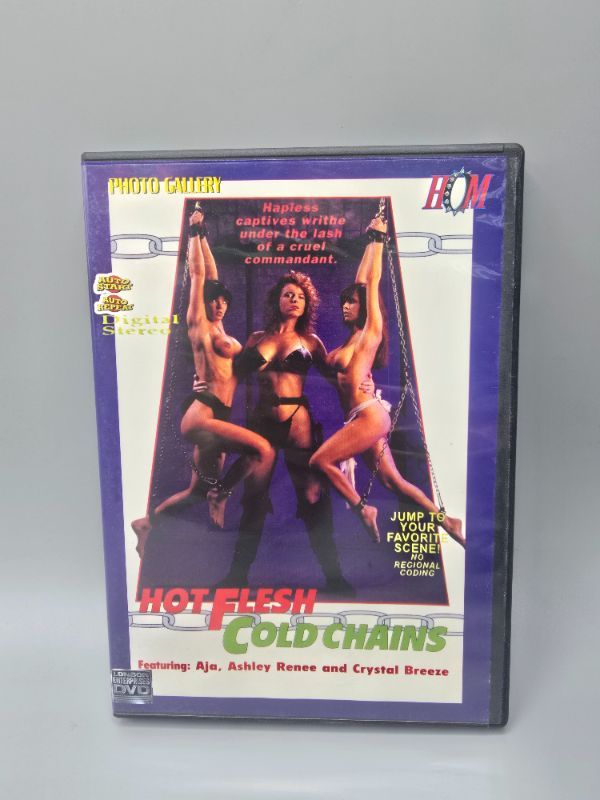 PHOTO GALLERY
HOM
Hapless
captives writhe
under the lash
of a cruel
commandant.
AUTO
START
AUTO
REPEAT
Digital
Stereo
JUMP TO
YOUR
FAVORITE
SCENE!
NO
REGIONAL
CODING
HOT FLESH
COLD CHAINS
Featuring: Aja, Ashley Renee and Crystal Breeze
LONDON
ENTERPRISES
DVD